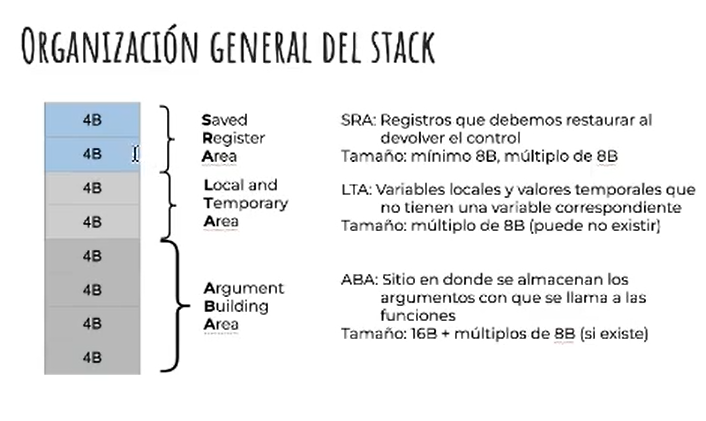 Organización general del stack
4B
4B
4B
4B
4B
4B
4B
4B
Saved
Register
Area
Local and
Temporary
Area
Argument
Building
Area
SRA: Registros que debemos restaurar al
devolver el control
Tamaño: mínimo 8B, múltiplo de 8B
LTA: Variables locales y valores temporales que
no tienen una variable correspondiente
Tamaño: múltiplo de 8B (puede no existir)
ABA: Sitio en donde se almacenan los
argumentos con que se llama a las
funciones
Tamaño: 16B + múltiplos de 8B (si existe)